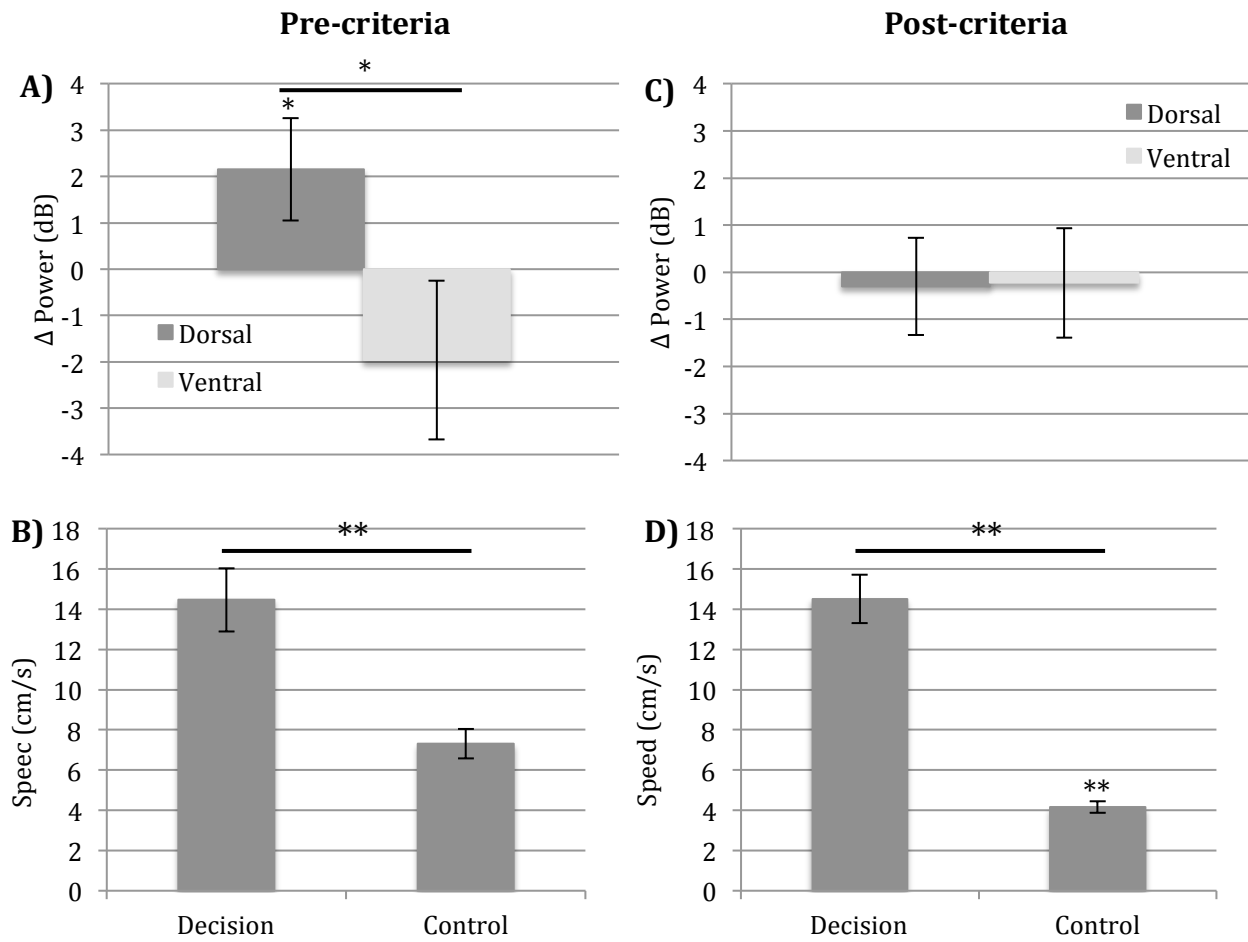 Pre-criteria
Post-criteria
A)
*
*
4
3
2
1
0
-1
-2
-3
-4
Δ Power (dB)
Dorsal
Ventral
C)
4
3
2
1
0
-1
-2
-3
-4
Δ Power (dB)
Dorsal
Ventral
B)
**
18
16
14
12
10
8
6
4
2
0
Speec (cm/s)
Decision
Control
D)
**
**
18
16
14
12
10
8
6
4
2
0
Speed (cm/s)
Decision
Control